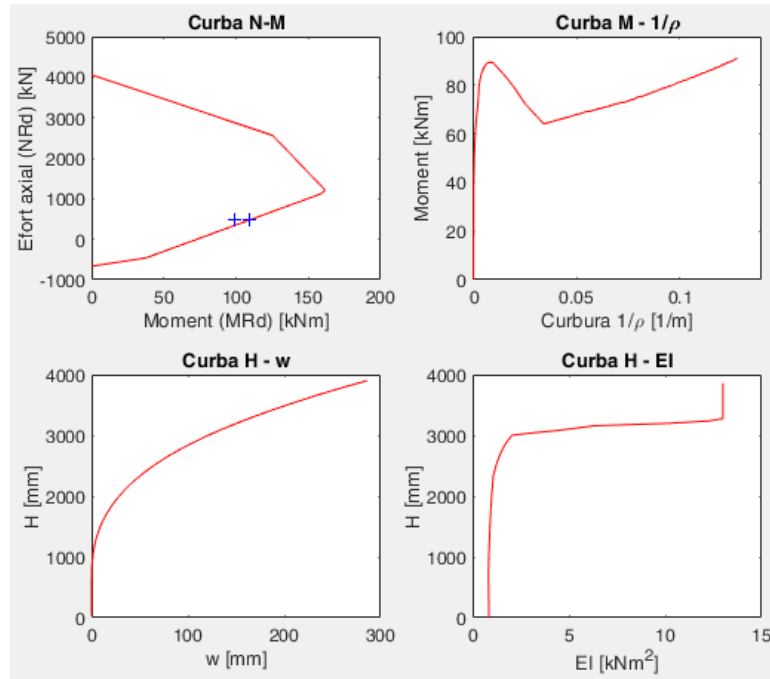 Curba N-M
5000
4000
3000
2000
1000
0
-1000
0 50 100 150 200
Efort axial (NRd) [kN]
Moment (MRd) [kNm]
Curba M - 1/ρ
100
80
60
40
20
0
0 0.05 0.1
Moment [kNm]
Curbura 1/ρ [1/m]
Curba H - w
4000
3000
2000
1000
0
0 100 200 300
H [mm]
w [mm]
Curba H - EI
4000
3000
2000
1000
0
0 5 10 15
H [mm]
EI [kNm²]